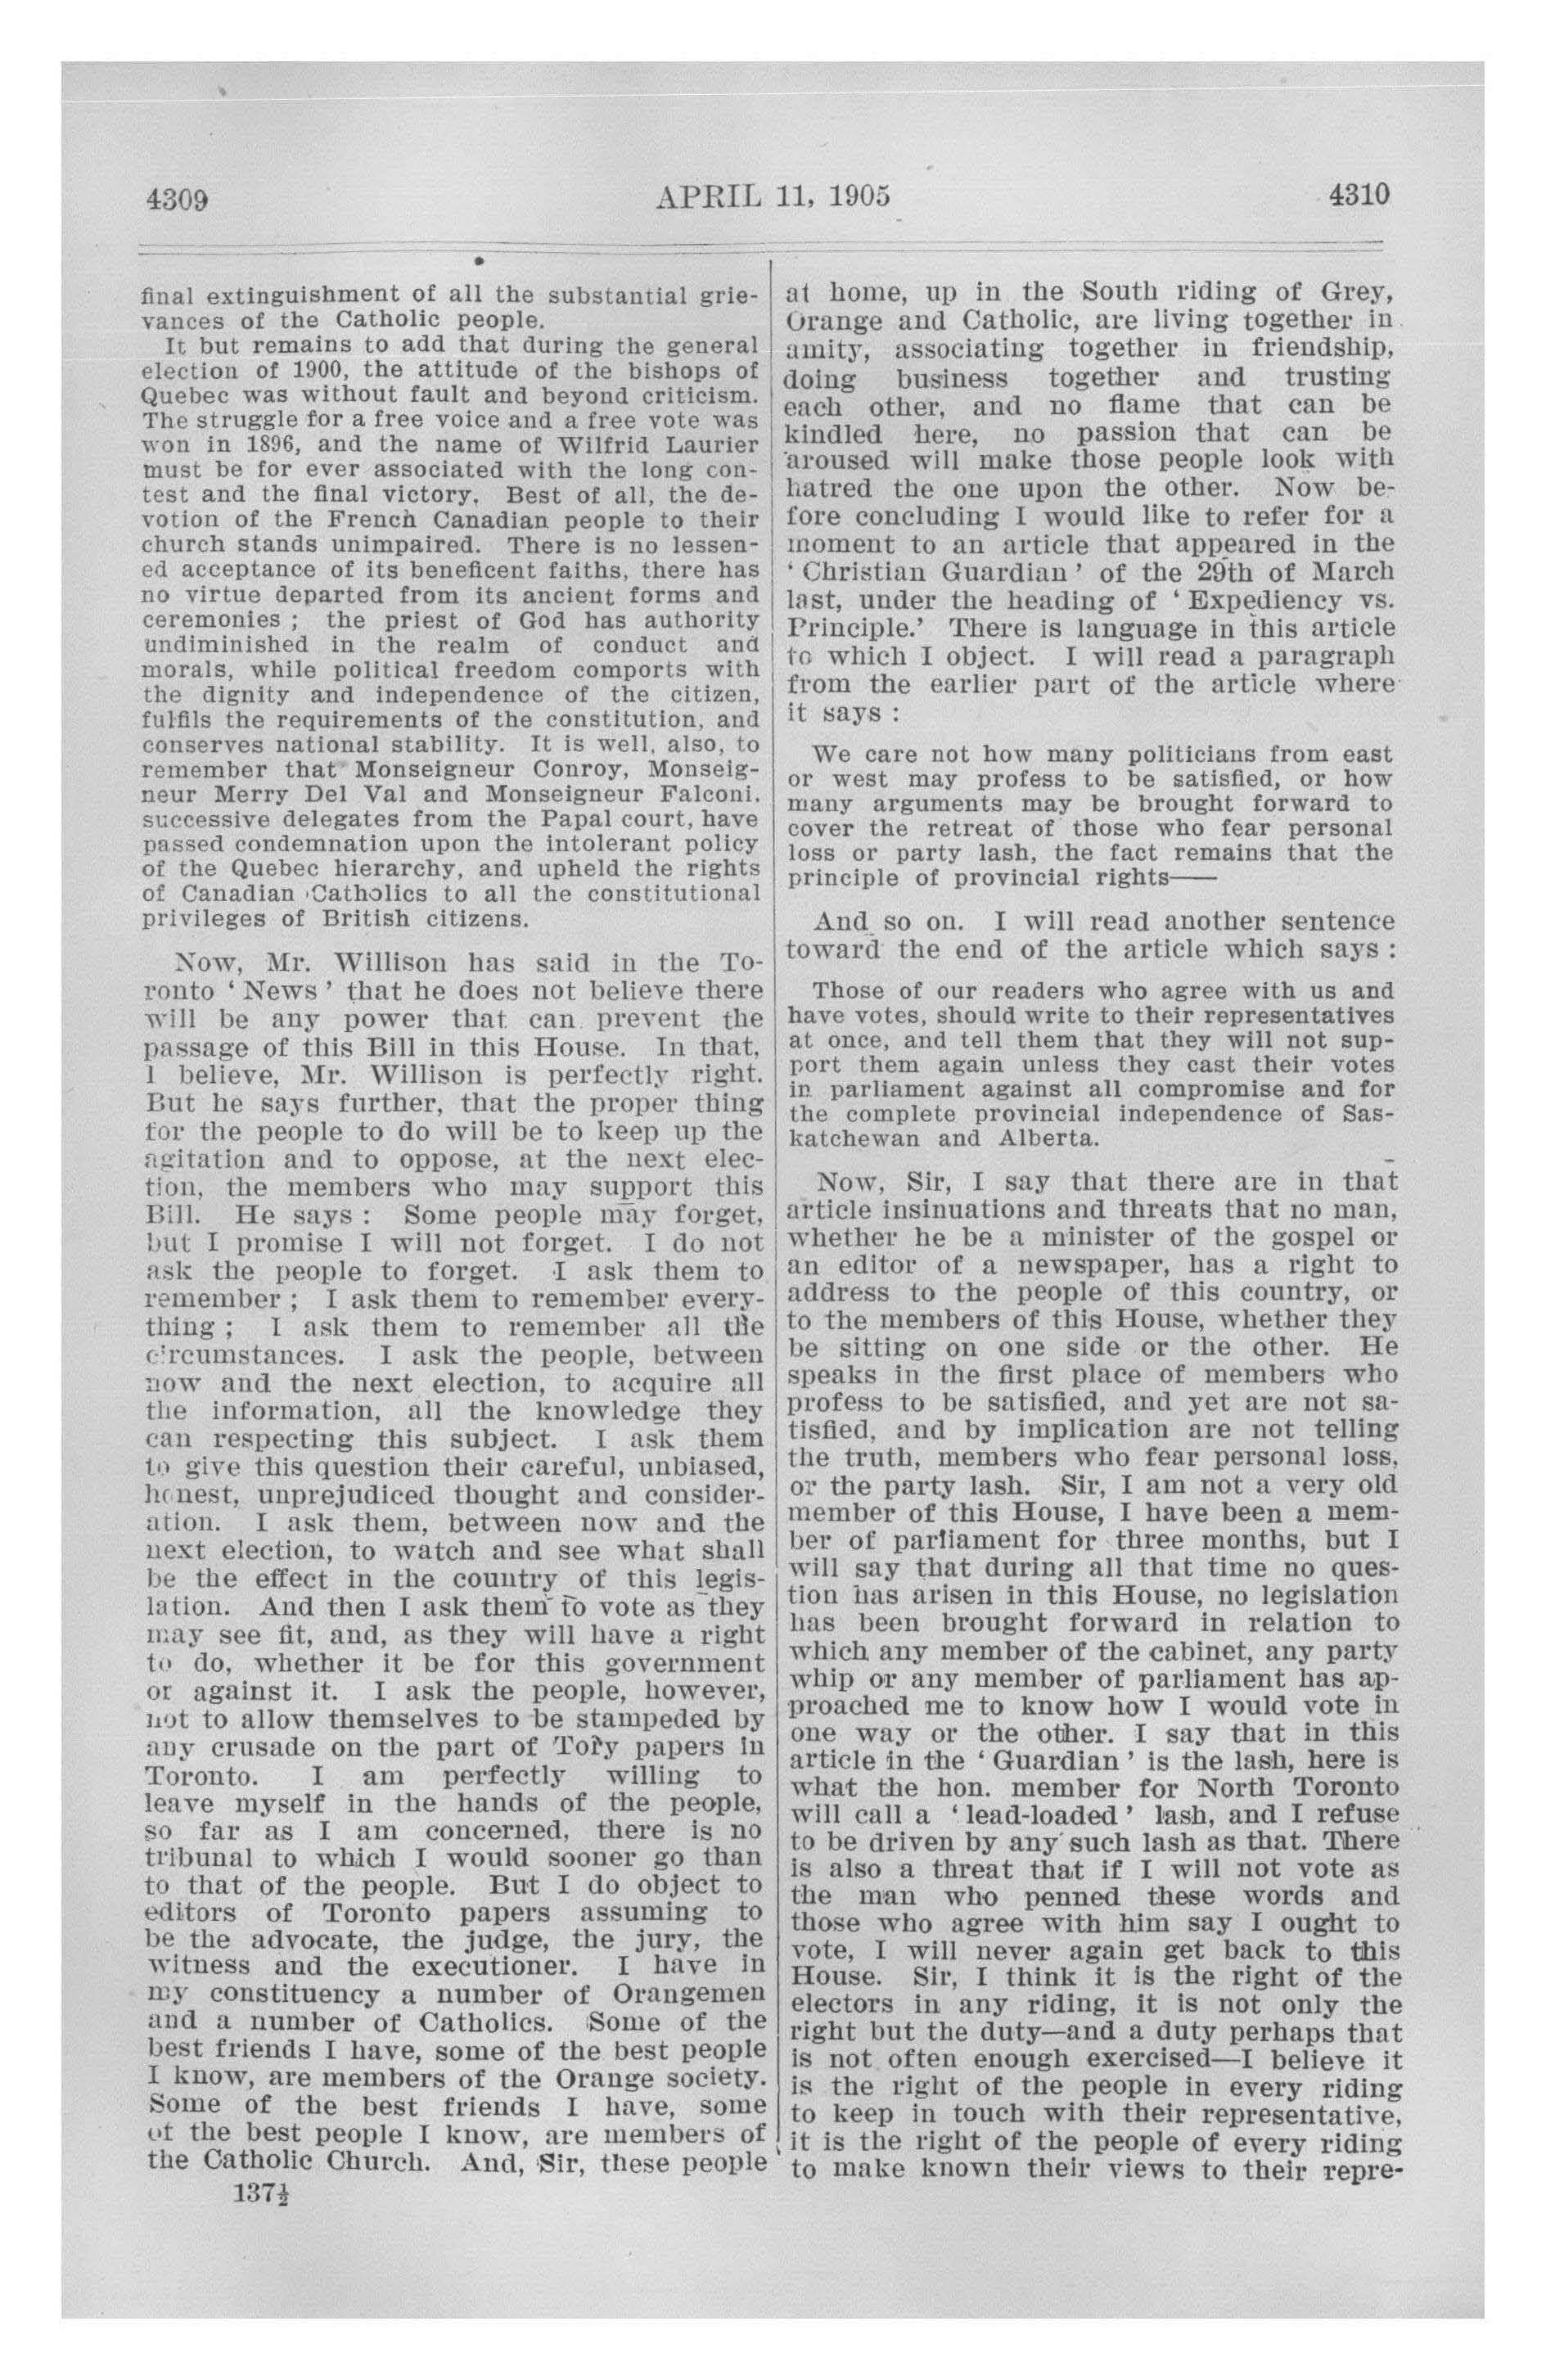 4309
APRIL 11, 1905
4310
final extinguishment of all the substantial grie-
vances of the Catholic people.
It but remains to add that during the general
election of 1900, the attitude of the bishops of
Quebec was without fault and beyond criticism.
The struggle for a free voice and a free vote was
won in 1896, and the name of Wilfrid Laurier
must be for ever associated with the long con-
test and the final victory. Best of all, the de-
votion of the French Canadian people to their
church stands unimpaired. There is no lessen-
ed acceptance of its beneficent faiths, there has
no virtue departed from its ancient forms and
ceremonies ; the priest of God has authority
undiminished in the realm of conduct and
morals, while political freedom comports with
the dignity and independence of the citizen,
fulfils the requirements of the constitution, and
conserves national stability. It is well, also, to
remember that Monseigneur Conroy, Monseig-
neur Merry Del Val and Monseigneur Falconi,
successive delegates from the Papal court, have
passed condemnation upon the intolerant policy
of the Quebec hierarchy, and upheld the rights
of Canadian Catholics to all the constitutional
privileges of British citizens.
Now, Mr. Willison has said in the To-
ronto ‘ News ’ that he does not believe there
will be any power that can prevent the
passage of this Bill in this House. In that,
I believe, Mr. Willison is perfectly right.
But he says further, that the proper thing
for the people to do will be to keep up the
agitation and to oppose, at the next elec-
tion, the members who may support this
Bill. He says : Some people may forget,
but I promise I will not forget. I do not
ask the people to forget. I ask them to
remember ; I ask them to remember every-
thing ; I ask them to remember all the
circumstances. I ask the people, between
now and the next election, to acquire all
the information, all the knowledge they
can respecting this subject. I ask them
to give this question their careful, unbiased,
honest, unprejudiced thought and consider-
ation. I ask them, between now and the
next election, to watch and see what shall
be the effect in the country of this legis-
lation. And then I ask them to vote as they
may see fit, and, as they will have a right
to do, whether it be for this government
or against it. I ask the people, however,
not to allow themselves to be stampeded by
any crusade on the part of Tory papers in
Toronto. I am perfectly willing to
leave myself in the hands of the people,
so far as I am concerned, there is no
tribunal to which I would sooner go than
to that of the people. But I do object to
editors of Toronto papers assuming to
be the advocate, the judge, the jury, the
witness and the executioner. I have in
my constituency a number of Orangemen
and a number of Catholics. Some of the
best friends I have, some of the best people
I know, are members of the Orange society.
Some of the best friends I have, some
of the best people I know, are members of
the Catholic Church. And, Sir, these people
137½
at home, up in the South riding of Grey,
Orange and Catholic, are living together in
amity, associating together in friendship,
doing business together and trusting
each other, and no flame that can be
kindled here, no passion that can be
aroused will make those people look with
hatred the one upon the other. Now be-
fore concluding I would like to refer for a
moment to an article that appeared in the
‘ Christian Guardian ’ of the 29th of March
last, under the heading of ‘ Expediency vs.
Principle.’ There is language in this article
to which I object. I will read a paragraph
from the earlier part of the article where
it says :
We care not how many politicians from east
or west may profess to be satisfied, or how
many arguments may be brought forward to
cover the retreat of those who fear personal
loss or party lash, the fact remains that the
principle of provincial rights——
And so on. I will read another sentence
toward the end of the article which says :
Those of our readers who agree with us and
have votes, should write to their representatives
at once, and tell them that they will not sup-
port them again unless they cast their votes
in parliament against all compromise and for
the complete provincial independence of Sas-
katchewan and Alberta.
Now, Sir, I say that there are in that
article insinuations and threats that no man,
whether he be a minister of the gospel or
an editor of a newspaper, has a right to
address to the people of this country, or
to the members of this House, whether they
be sitting on one side or the other. He
speaks in the first place of members who
profess to be satisfied, and yet are not sa-
tisfied, and by implication are not telling
the truth, members who fear personal loss,
or the party lash. Sir, I am not a very old
member of this House, I have been a mem-
ber of parliament for three months, but I
will say that during all that time no ques-
tion has arisen in this House, no legislation
has been brought forward in relation to
which any member of the cabinet, any party
whip or any member of parliament has ap-
proached me to know how I would vote in
one way or the other. I say that in this
article in the ‘ Guardian ’ is the lash, here is
what the hon. member for North Toronto
will call a ‘ lead-loaded ’ lash, and I refuse
to be driven by any such lash as that. There
is also a threat that if I will not vote as
the man who penned these words and
those who agree with him say I ought to
vote, I will never again get back to this
House. Sir, I think it is the right of the
electors in any riding, it is not only the
right but the duty—and a duty perhaps that
is not often enough exercised—I believe it
is the right of the people in every riding
to keep in touch with their representative,
it is the right of the people of every riding
to make known their views to their repre-